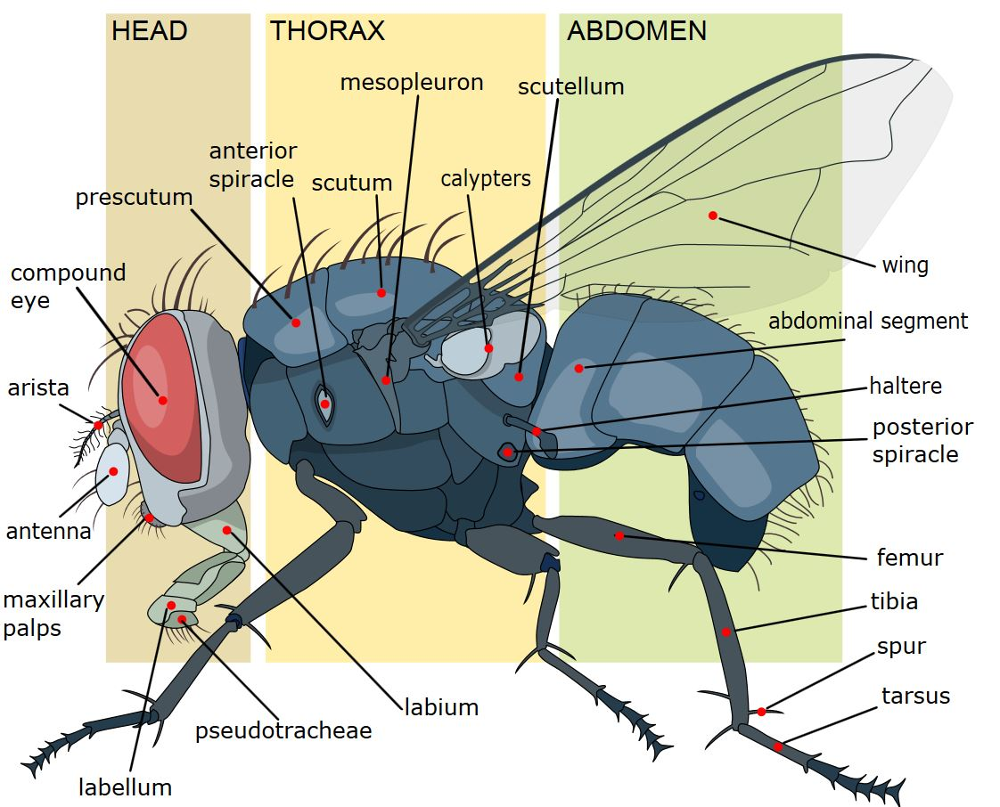 HEAD
THORAX
ABDOMEN
mesopleuron
scutellum
anterior
spiracle
scutum
calypters
prescutum
compound
eye
wing
abdominal segment
arista
haltere
posterior
spiracle
antenna
femur
maxillary
palps
tibia
spur
tarsus
labium
pseudotracheae
labellum